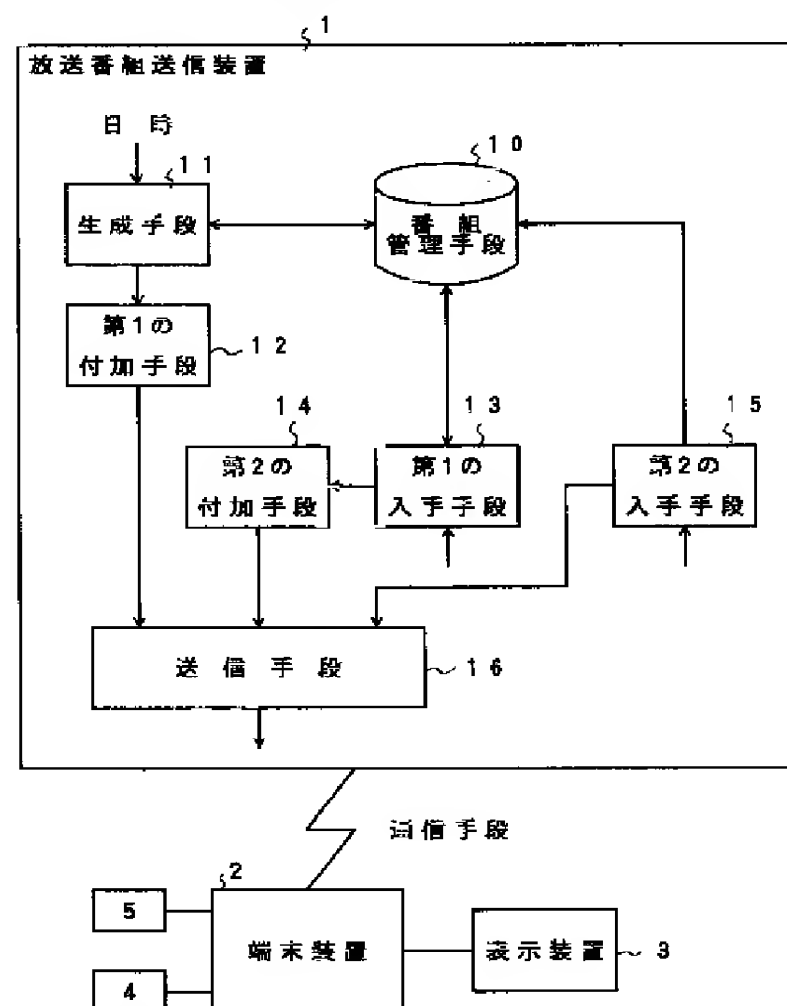 1
放送番組送信装置
日時
11
生成手段
10
番組
管理手段
第1の
付加手段
12
14
第2の
付加手段
13
第1の
入手手段
15
第2の
入手手段
送信手段
16
通信手段
2
端末装置
5
4
表示装置
3